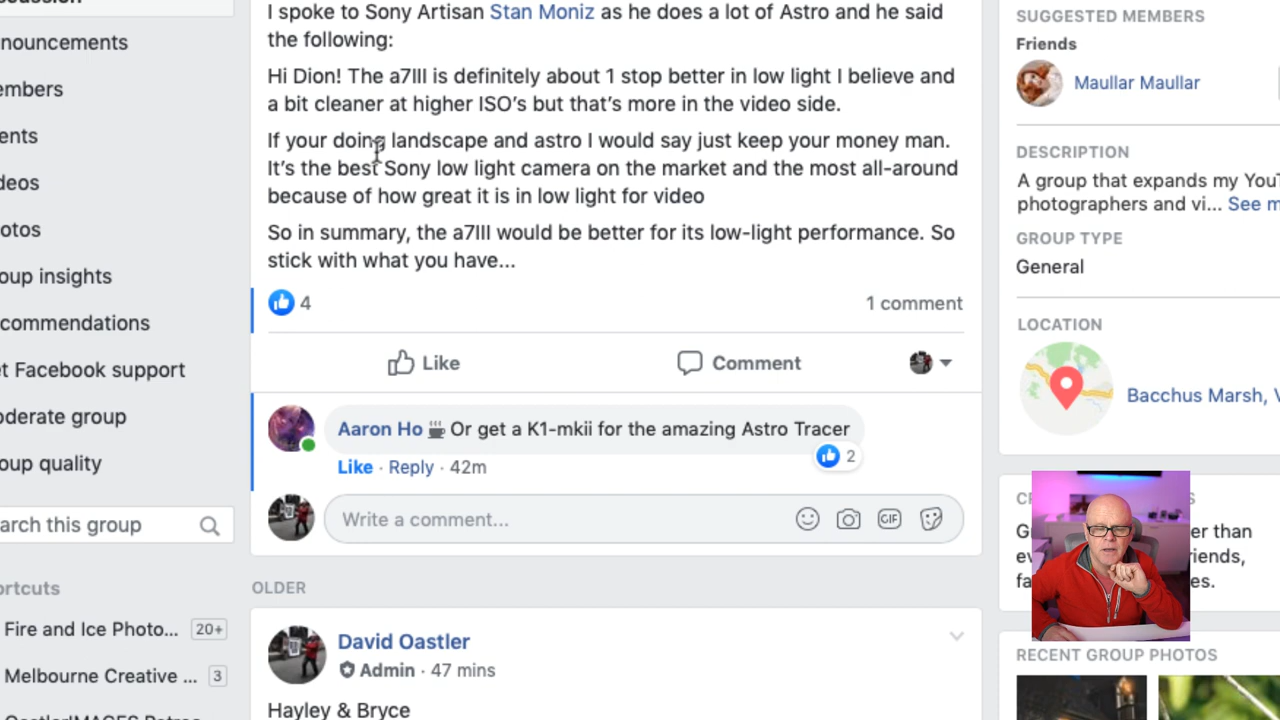 nouncements
embers
ents
deos
otos
oup insights
commendations
et Facebook support
oderate group
oup quality
arch this group
ortcuts
Fire and Ice Photo... 20+
Melbourne Creative ... 3
I spoke to Sony Artisan Stan Moniz as he does a lot of Astro and he said
the following:
Hi Dion! The a7III is definitely about 1 stop better in low light I believe and
a bit cleaner at higher ISO's but that's more in the video side.
If your doing landscape and astro I would say just keep your money man.
It's the best Sony low light camera on the market and the most all-around
because of how great it is in low light for video
So in summary, the a7III would be better for its low-light performance. So
stick with what you have...
4 1 comment
Like Comment
Aaron Ho Or get a K1-mkii for the amazing Astro Tracer
2
Like · Reply · 42m
Write a comment...
GIF
OLDER
David Oastler
Admin · 47 mins
Hayley & Bryce
SUGGESTED MEMBERS
Friends
Maullar Maullar
DESCRIPTION
A group that expands my YouT
photographers and vi... See m
GROUP TYPE
General
LOCATION
Bacchus Marsh, V
er than
riends,
es.
RECENT GROUP PHOTOS